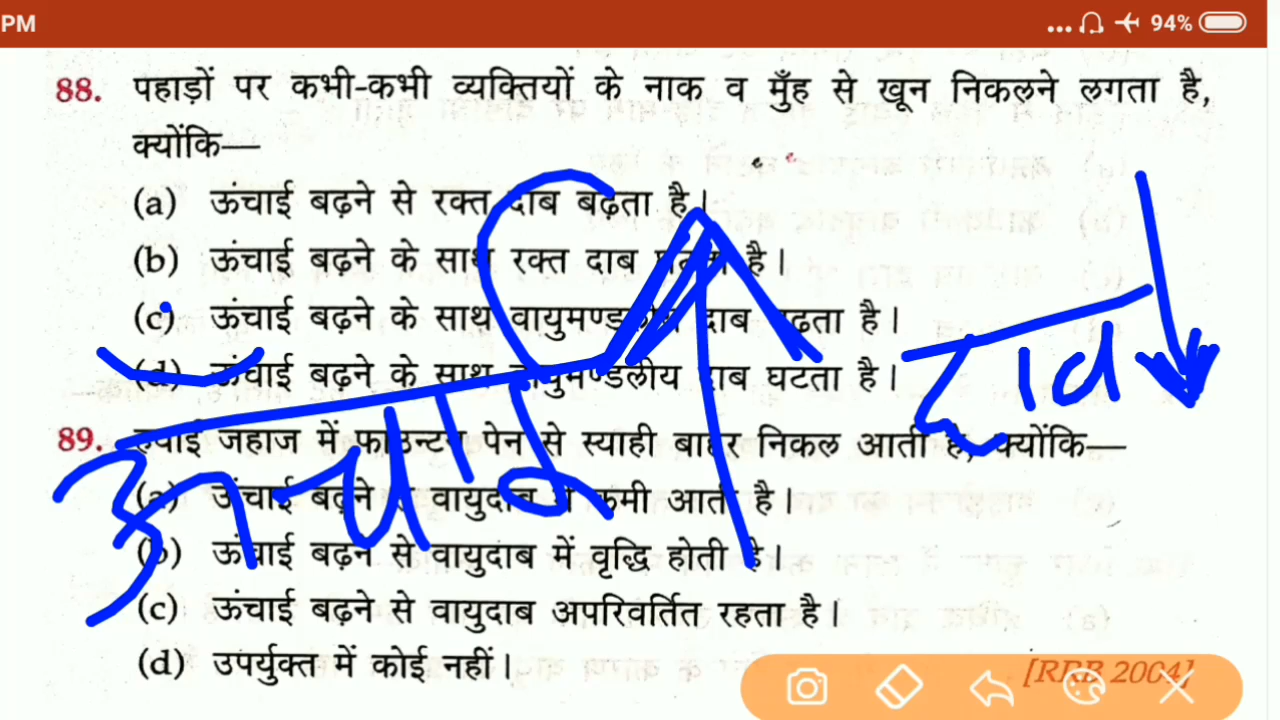 PM
... 94%
88. पहाड़ों पर कभी-कभी व्यक्तियों के नाक व मुँह से खून निकलने लगता है,
क्योंकि—
(a) ऊंचाई बढ़ने से रक्त दाब बढ़ता है।
(b) ऊंचाई बढ़ने के साथ रक्त दाब है।
(c) ऊंचाई बढ़ने के साथ वायुमण्डलीय दाब बढ़ता है।
(d) ऊंचाई बढ़ने के साथ वायुमण्डलीय दाब घटता है।
दाब
ऊचाई
89. हवाई जहाज में फाउन्टेन पेन से स्याही बाहर निकल आती है, क्योंकि—
(a) ऊंचाई बढ़ने से वायुदाब में कमी आती है।
(b) ऊंचाई बढ़ने से वायुदाब में वृद्धि होती है।
(c) ऊंचाई बढ़ने से वायुदाब अपरिवर्तित रहता है।
(d) उपर्युक्त में कोई नहीं।
[RRB 2004]